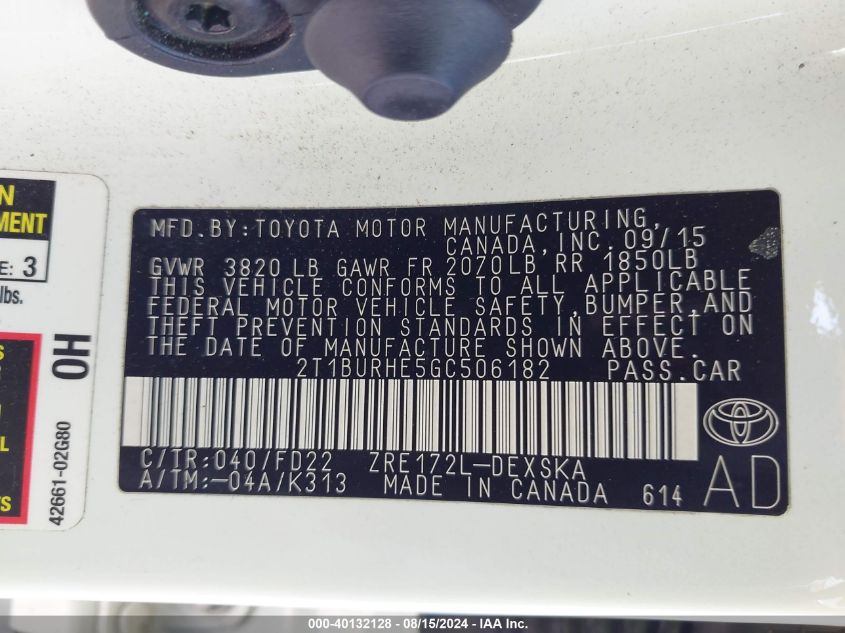 N
MENT
E: 3
lbs.
S
L
TS
OH
42661-02G80
MFD.BY:TOYOTA MOTOR MANUFACTURING,
CANADA,INC. 09/15
GVWR 3820 LB GAWR FR 2070LB RR 1850LB
THIS VEHICLE CONFORMS TO ALL APPLICABLE
FEDERAL MOTOR VEHICLE SAFETY,BUMPER,AND
THEFT PREVENTION STANDARDS IN EFFECT ON
THE DATE OF MANUFACTURE SHOWN ABOVE.
2T1BURHE5GC506182 PASS.CAR
C/TR:040/FD22 ZRE172L-DEXSKA
A/TM:-04A/K313 MADE IN CANADA 614
AD
000-40132128 - 08/15/2024 - IAA Inc.